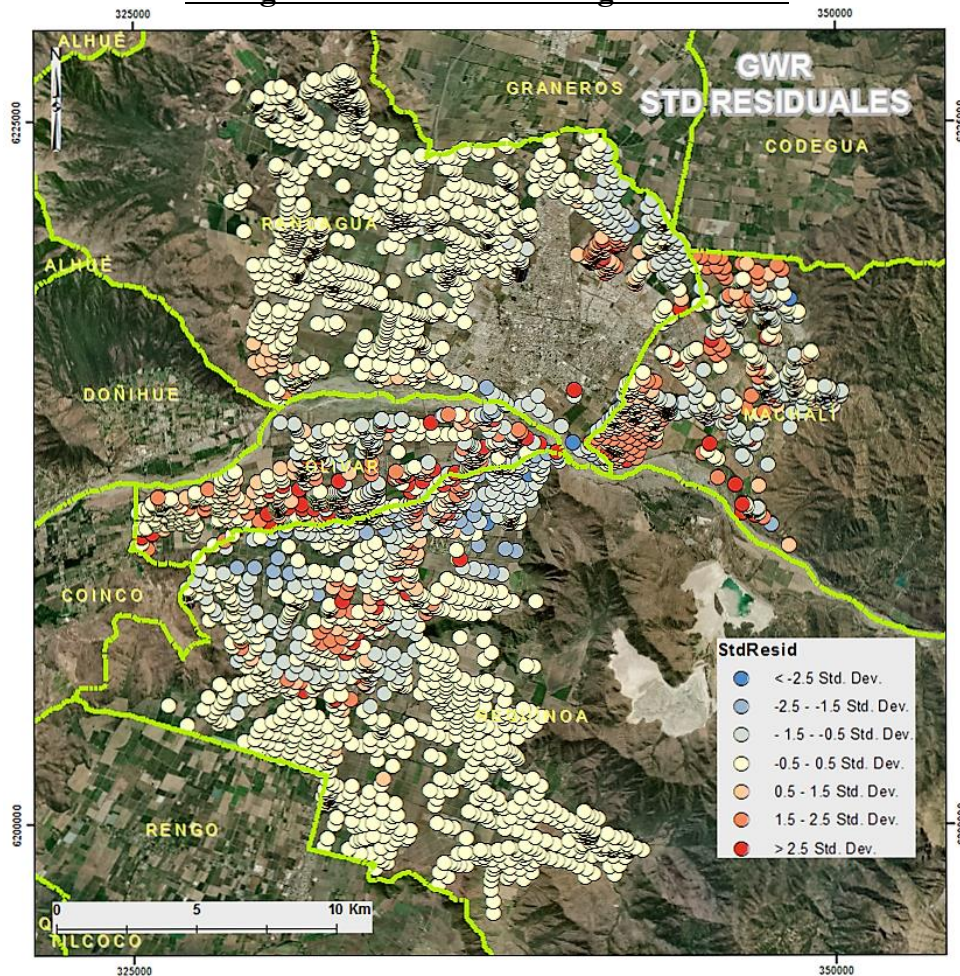 325000
350000
ALHUÉ
GWR
STD RESIDUALES
GRANEROS
6225000
CODEGUA
RANCAGUA
ALHUÉ
DOÑIHUE
MACHALI
OLIVAR
COINCO
StdResid
< -2.5 Std. Dev.
-2.5 - -1.5 Std. Dev.
- 1.5 - -0.5 Std. Dev.
-0.5 - 0.5 Std. Dev.
0.5 - 1.5 Std. Dev.
1.5 - 2.5 Std. Dev.
> 2.5 Std. Dev.
RENGO
6200000
0 5 10 Km
TILCOCO
325000
350000